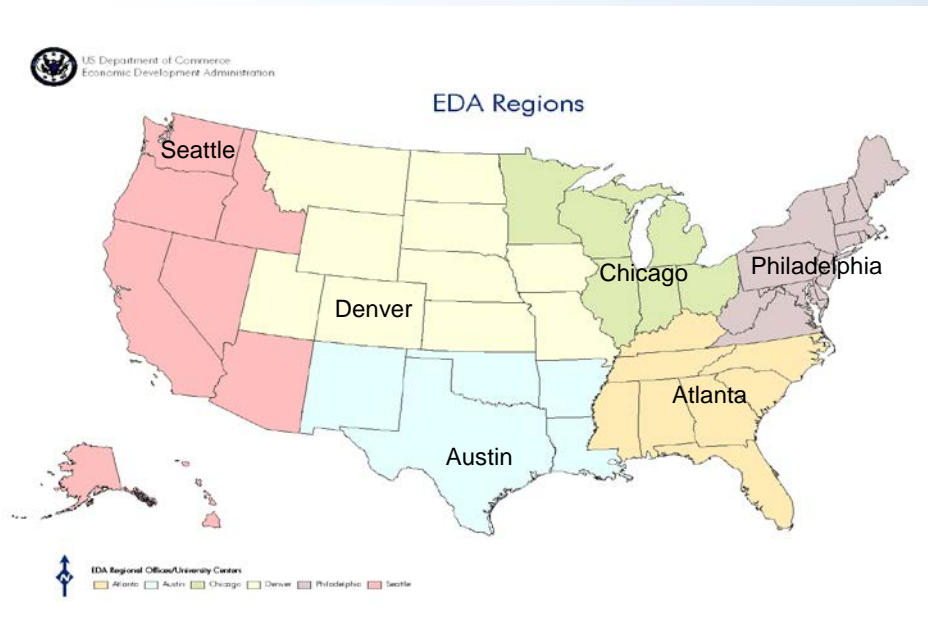 US Department of Commerce
Economic Development Administration
EDA Regions
Seattle
Chicago
Philadelphia
Denver
Atlanta
Austin
N
EDA Regional Offices/University Centers
Atlanta Austin Chicago Denver Philadelphia Seattle